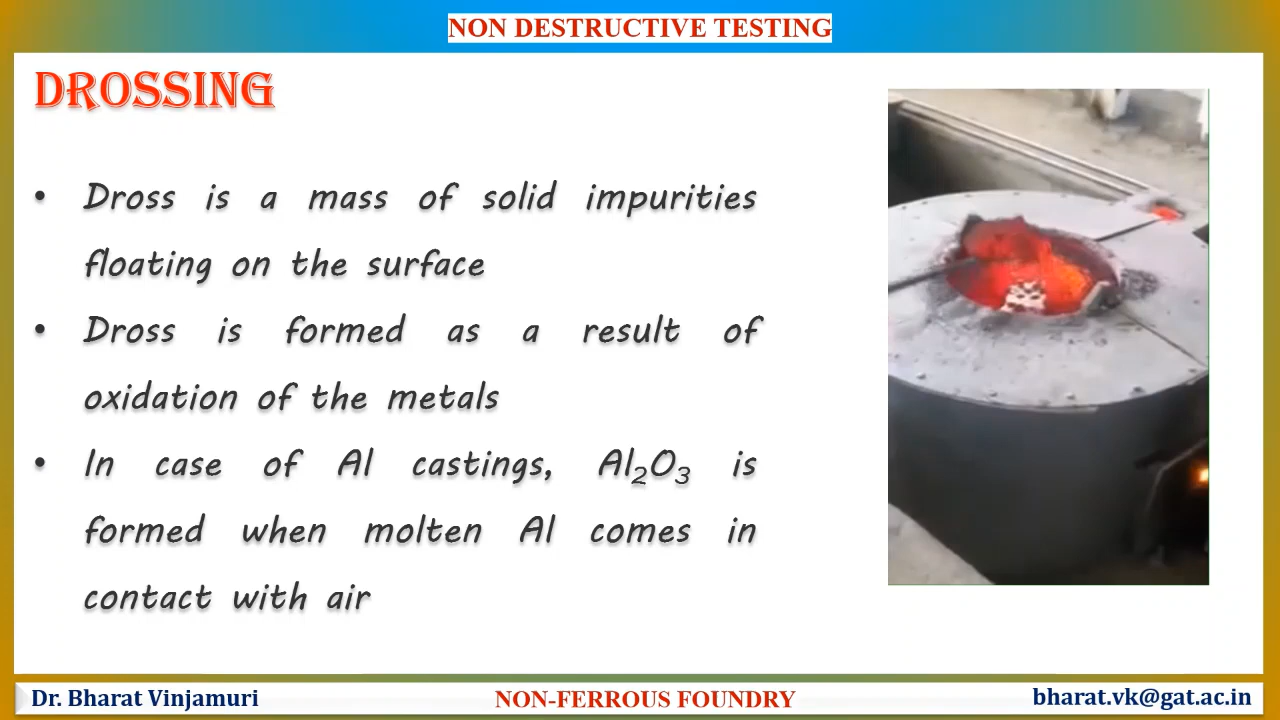 NON DESTRUCTIVE TESTING
DROSSING
• Dross is a mass of solid impurities
floating on the surface
• Dross is formed as a result of
oxidation of the metals
• In case of Al castings, Al₂O₃ is
formed when molten Al comes in
contact with air
Dr. Bharat Vinjamuri
NON-FERROUS FOUNDRY
bharat.vk@gat.ac.in